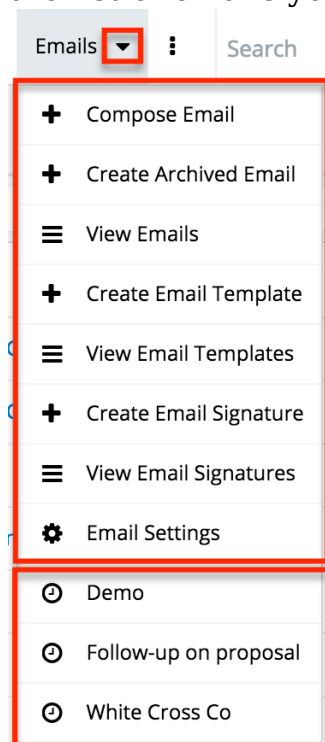 Emails
Search
Compose Email
Create Archived Email
View Emails
Create Email Template
View Email Templates
Create Email Signature
View Email Signatures
Email Settings
Demo
Follow-up on proposal
White Cross Co